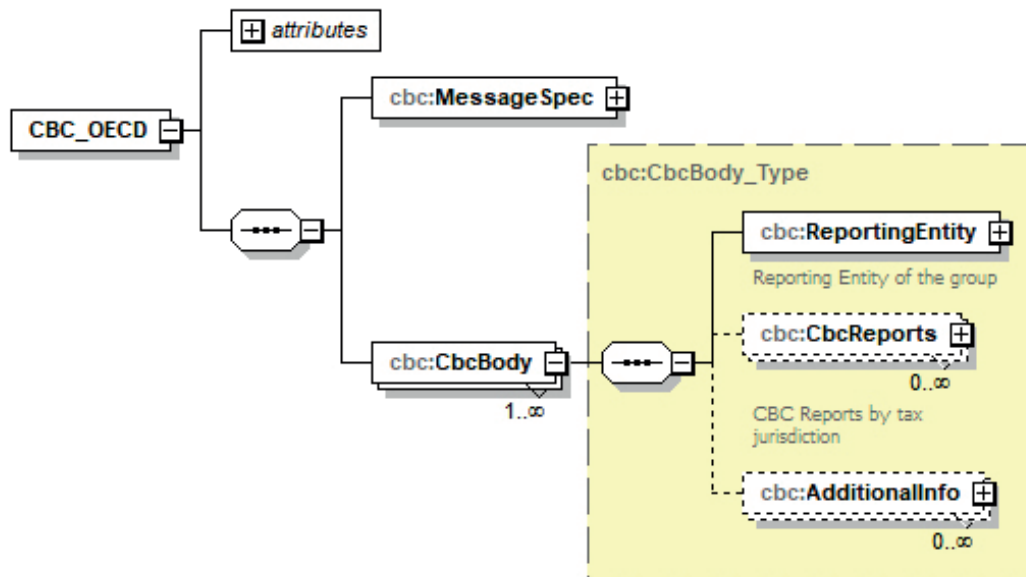 attributes
cbc:MessageSpec
CBC_OECD
cbc:CbcBody_Type
cbc:ReportingEntity
Reporting Entity of the group
cbc:CbcReports
0..∞
cbc:CbcBody
1..∞
CBC Reports by tax
jurisdiction
cbc:AdditionalInfo
0..∞